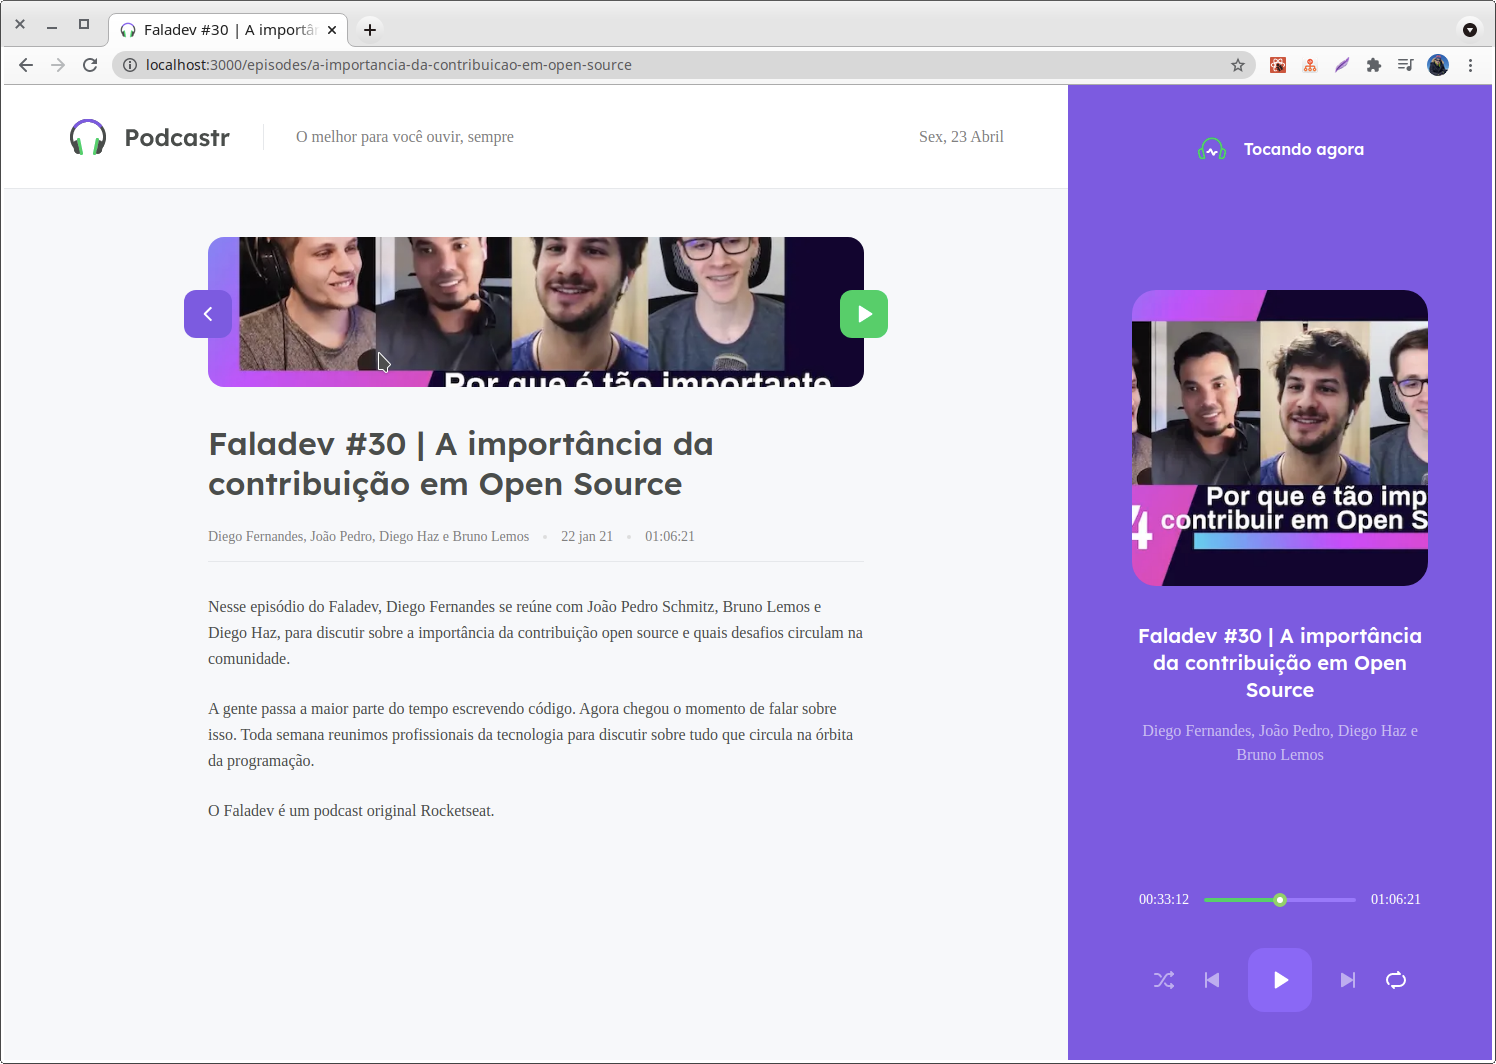 Faladev #30 | A importân
localhost:3000/episodes/a-importancia-da-contribuicao-em-open-source
Podcastr
O melhor para você ouvir, sempre
Sex, 23 Abril
Por que é tão importante
Faladev #30 | A importância da
contribuição em Open Source
Diego Fernandes, João Pedro, Diego Haz e Bruno Lemos
22 jan 21
01:06:21
Nesse episódio do Faladev, Diego Fernandes se reúne com João Pedro Schmitz, Bruno Lemos e
Diego Haz, para discutir sobre a importância da contribuição open source e quais desafios circulam na
comunidade.
A gente passa a maior parte do tempo escrevendo código. Agora chegou o momento de falar sobre
isso. Toda semana reunimos profissionais da tecnologia para discutir sobre tudo que circula na órbita
da programação.
O Faladev é um podcast original Rocketseat.
Tocando agora
Por que é tão imp
4 contribuir em Open S
Faladev #30 | A importância
da contribuição em Open
Source
Diego Fernandes, João Pedro, Diego Haz e
Bruno Lemos
00:33:12
01:06:21